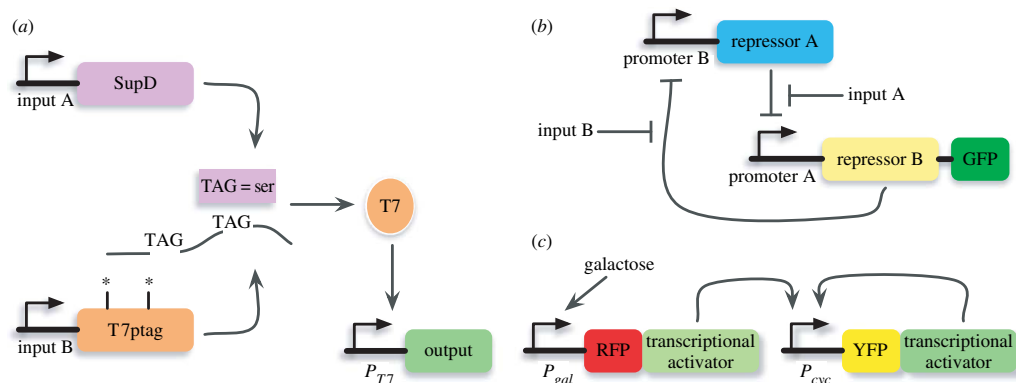 (a)
SupD
input A
TAG = ser
TAG
TAG
T7
* *
T7ptag
input B
output
P_T7
(b)
repressor A
promoter B
input A
input B
repressor B
GFP
promoter A
(c)
galactose
RFP
transcriptional
activator
P_gal
YFP
transcriptional
activator
P_cyc